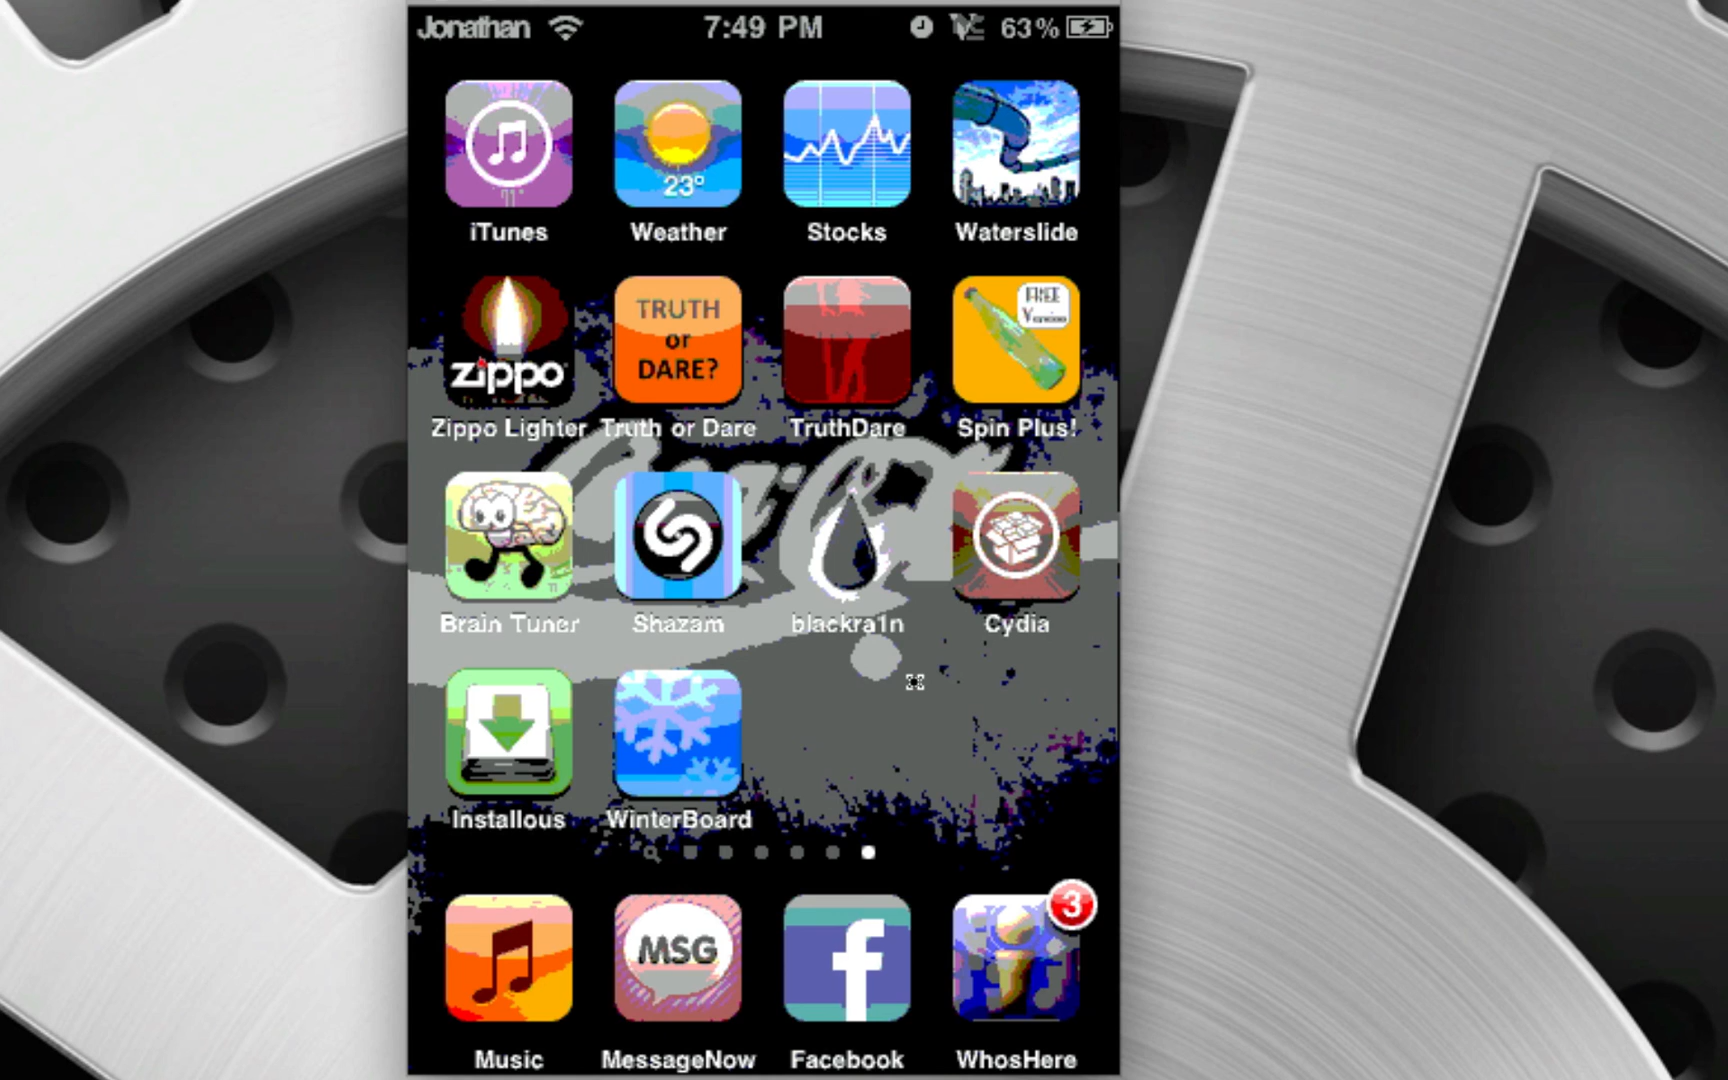 Jonathan 7:49 PM 63%
23°
iTunes Weather Stocks Waterslide
zippo
TRUTH
or
DARE?
FREE
Zippo Lighter Truth or Dare TruthDare Spin Plus!
Brain Tuner Shazam blackra1n Cydia
Installous WinterBoard
3
MSG
f
Music MessageNow Facebook WhosHere